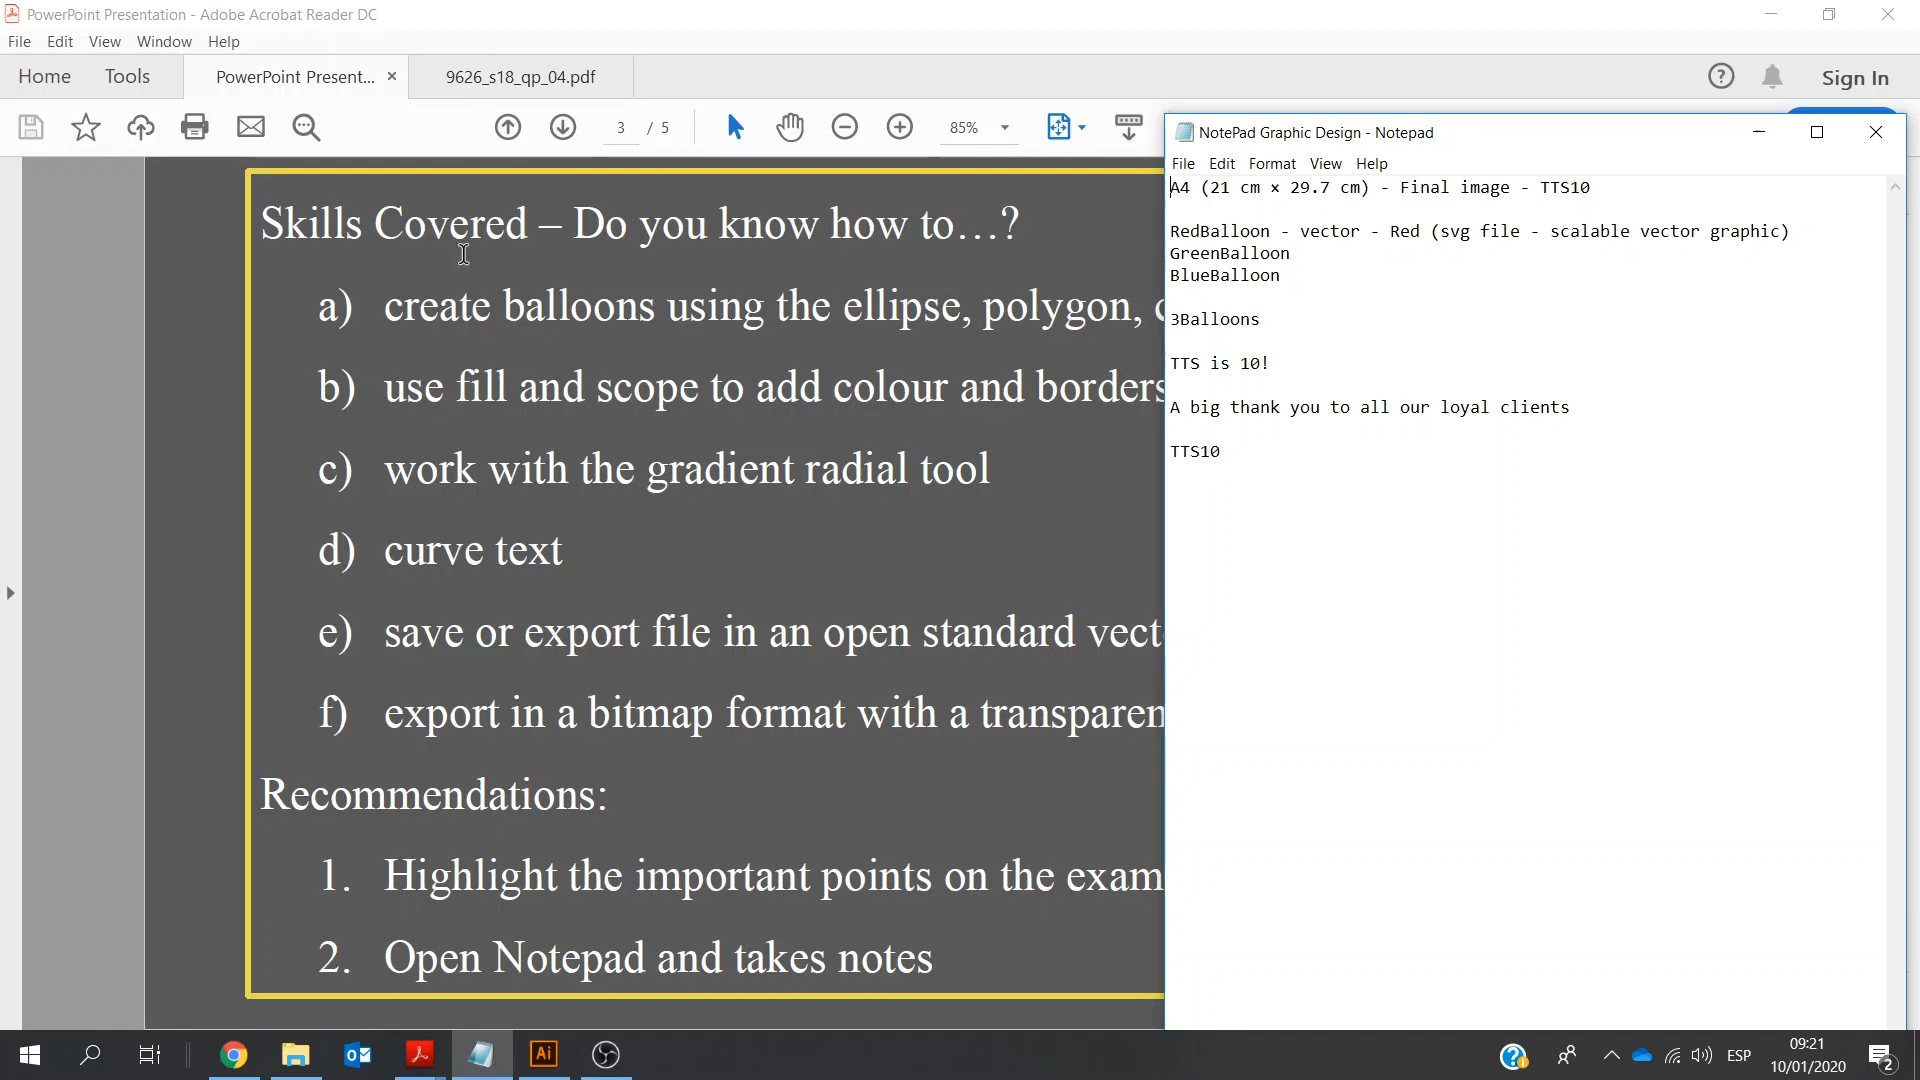 PowerPoint Presentation - Adobe Acrobat Reader DC
File Edit View Window Help
Home Tools PowerPoint Present... × 9626_s18_qp_04.pdf Sign In
3 / 5 85%
Skills Covered – Do you know how to…?
a) create balloons using the ellipse, polygon,
b) use fill and scope to add colour and borders
c) work with the gradient radial tool
d) curve text
e) save or export file in an open standard vect
f) export in a bitmap format with a transparen
Recommendations:
1. Highlight the important points on the exam
2. Open Notepad and takes notes
NotePad Graphic Design - Notepad
File Edit Format View Help
A4 (21 cm × 29.7 cm) - Final image - TTS10
RedBalloon - vector - Red (svg file - scalable vector graphic)
GreenBalloon
BlueBalloon
3Balloons
TTS is 10!
A big thank you to all our loyal clients
TTS10
Ai
ESP
09:21
10/01/2020
2